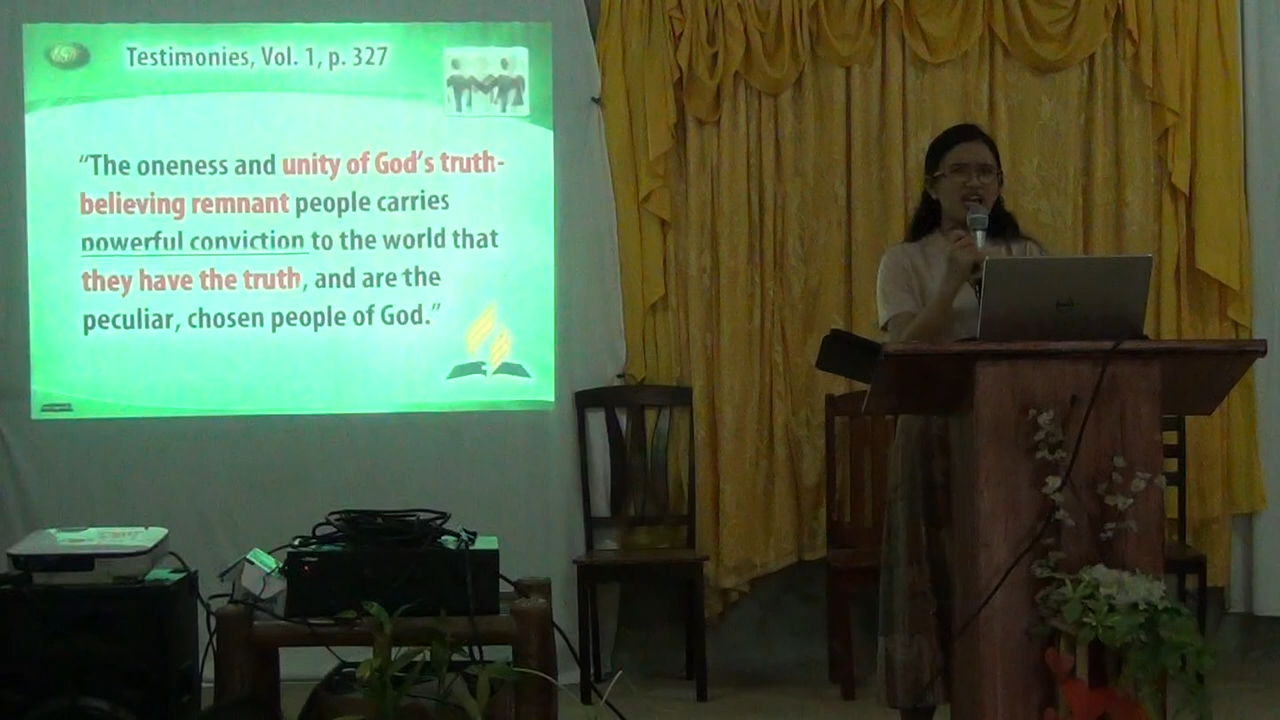 Testimonies, Vol. 1, p. 327
“The oneness and unity of God’s truth-
believing remnant people carries
powerful conviction to the world that
they have the truth, and are the
peculiar, chosen people of God.”